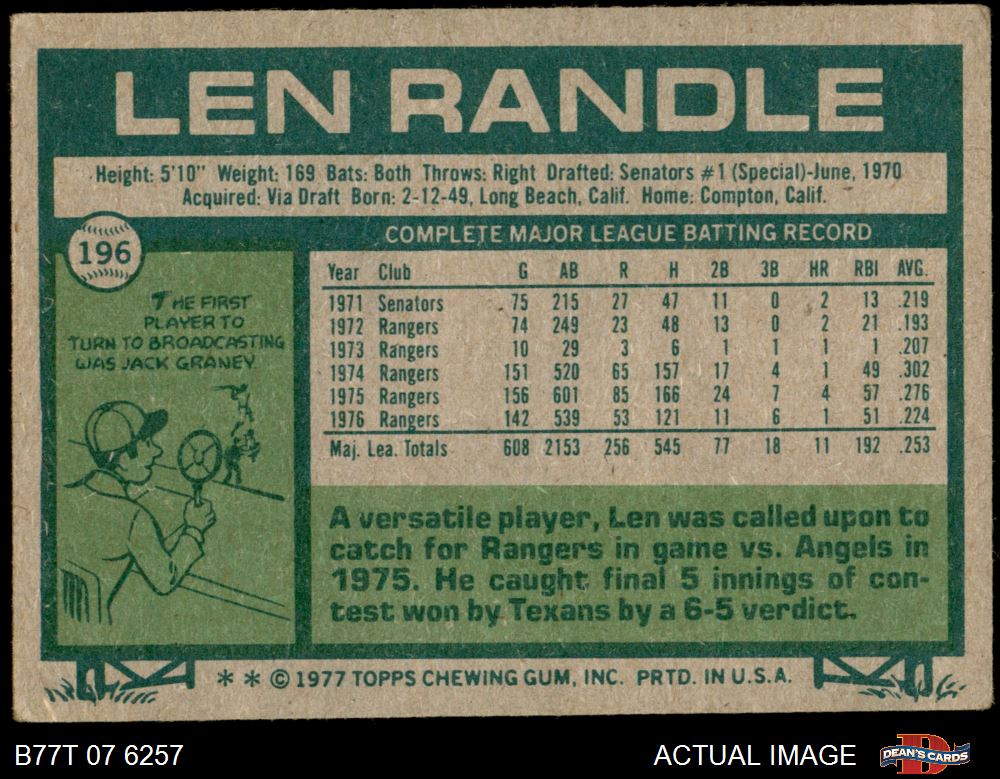 LEN RANDLE
Height: 5'10" Weight: 169 Bats: Both Throws: Right Drafted: Senators #1 (Special)-June, 1970
Acquired: Via Draft Born: 2-12-49, Long Beach, Calif. Home: Compton, Calif.
196
THE FIRST
PLAYER TO
TURN TO BROADCASTING
WAS JACK GRANEY.
COMPLETE MAJOR LEAGUE BATTING RECORD
Year Club G AB R H 2B 3B HR RBI AVG.
1971 Senators 75 215 27 47 11 0 2 13 .219
1972 Rangers 74 249 23 48 13 0 2 21 .193
1973 Rangers 10 29 3 6 1 1 1 1 .207
1974 Rangers 151 520 65 157 17 4 1 49 .302
1975 Rangers 156 601 85 166 24 7 4 57 .276
1976 Rangers 142 539 53 121 11 6 1 51 .224
Maj. Lea. Totals 608 2153 256 545 77 18 11 192 .253
A versatile player, Len was called upon to
catch for Rangers in game vs. Angels in
1975. He caught final 5 innings of con-
test won by Texans by a 6-5 verdict.
* * © 1977 TOPPS CHEWING GUM, INC. PRTD. IN U.S.A.
B77T 07 6257
ACTUAL IMAGE
D
DEAN'S CARDS